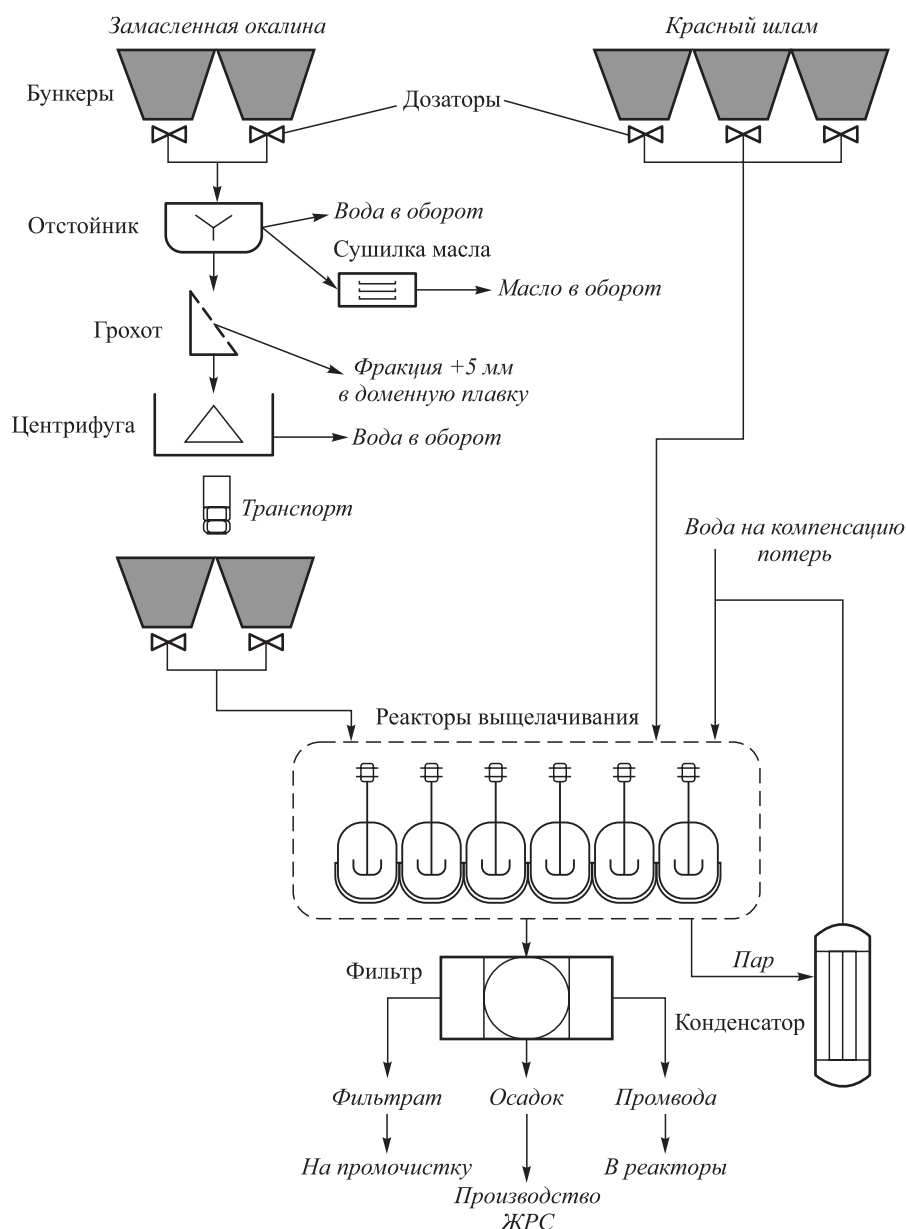 Замасленная окалина
Красный шлам
Бункеры
Дозаторы
Отстойник
Вода в оборот
Сушилка масла
Масло в оборот
Грохот
Фракция +5 мм
в доменную плавку
Центрифуга
Вода в оборот
Транспорт
Вода на компенсацию
потерь
Реакторы выщелачивания
Фильтр
Пар
Конденсатор
Фильтрат
Осадок
Промвода
На промочистку
В реакторы
Производство
ЖРС